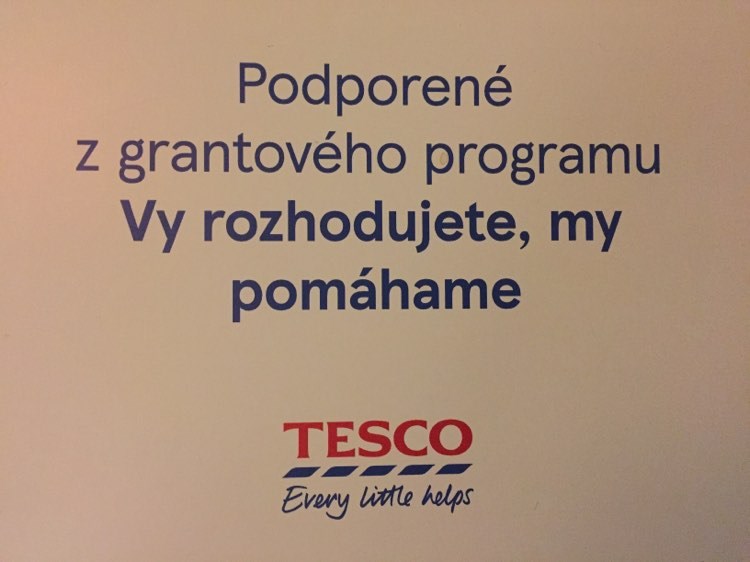 Podporené
z grantového programu
Vy rozhodujete, my
pomáhame
TESCO
Every little helps